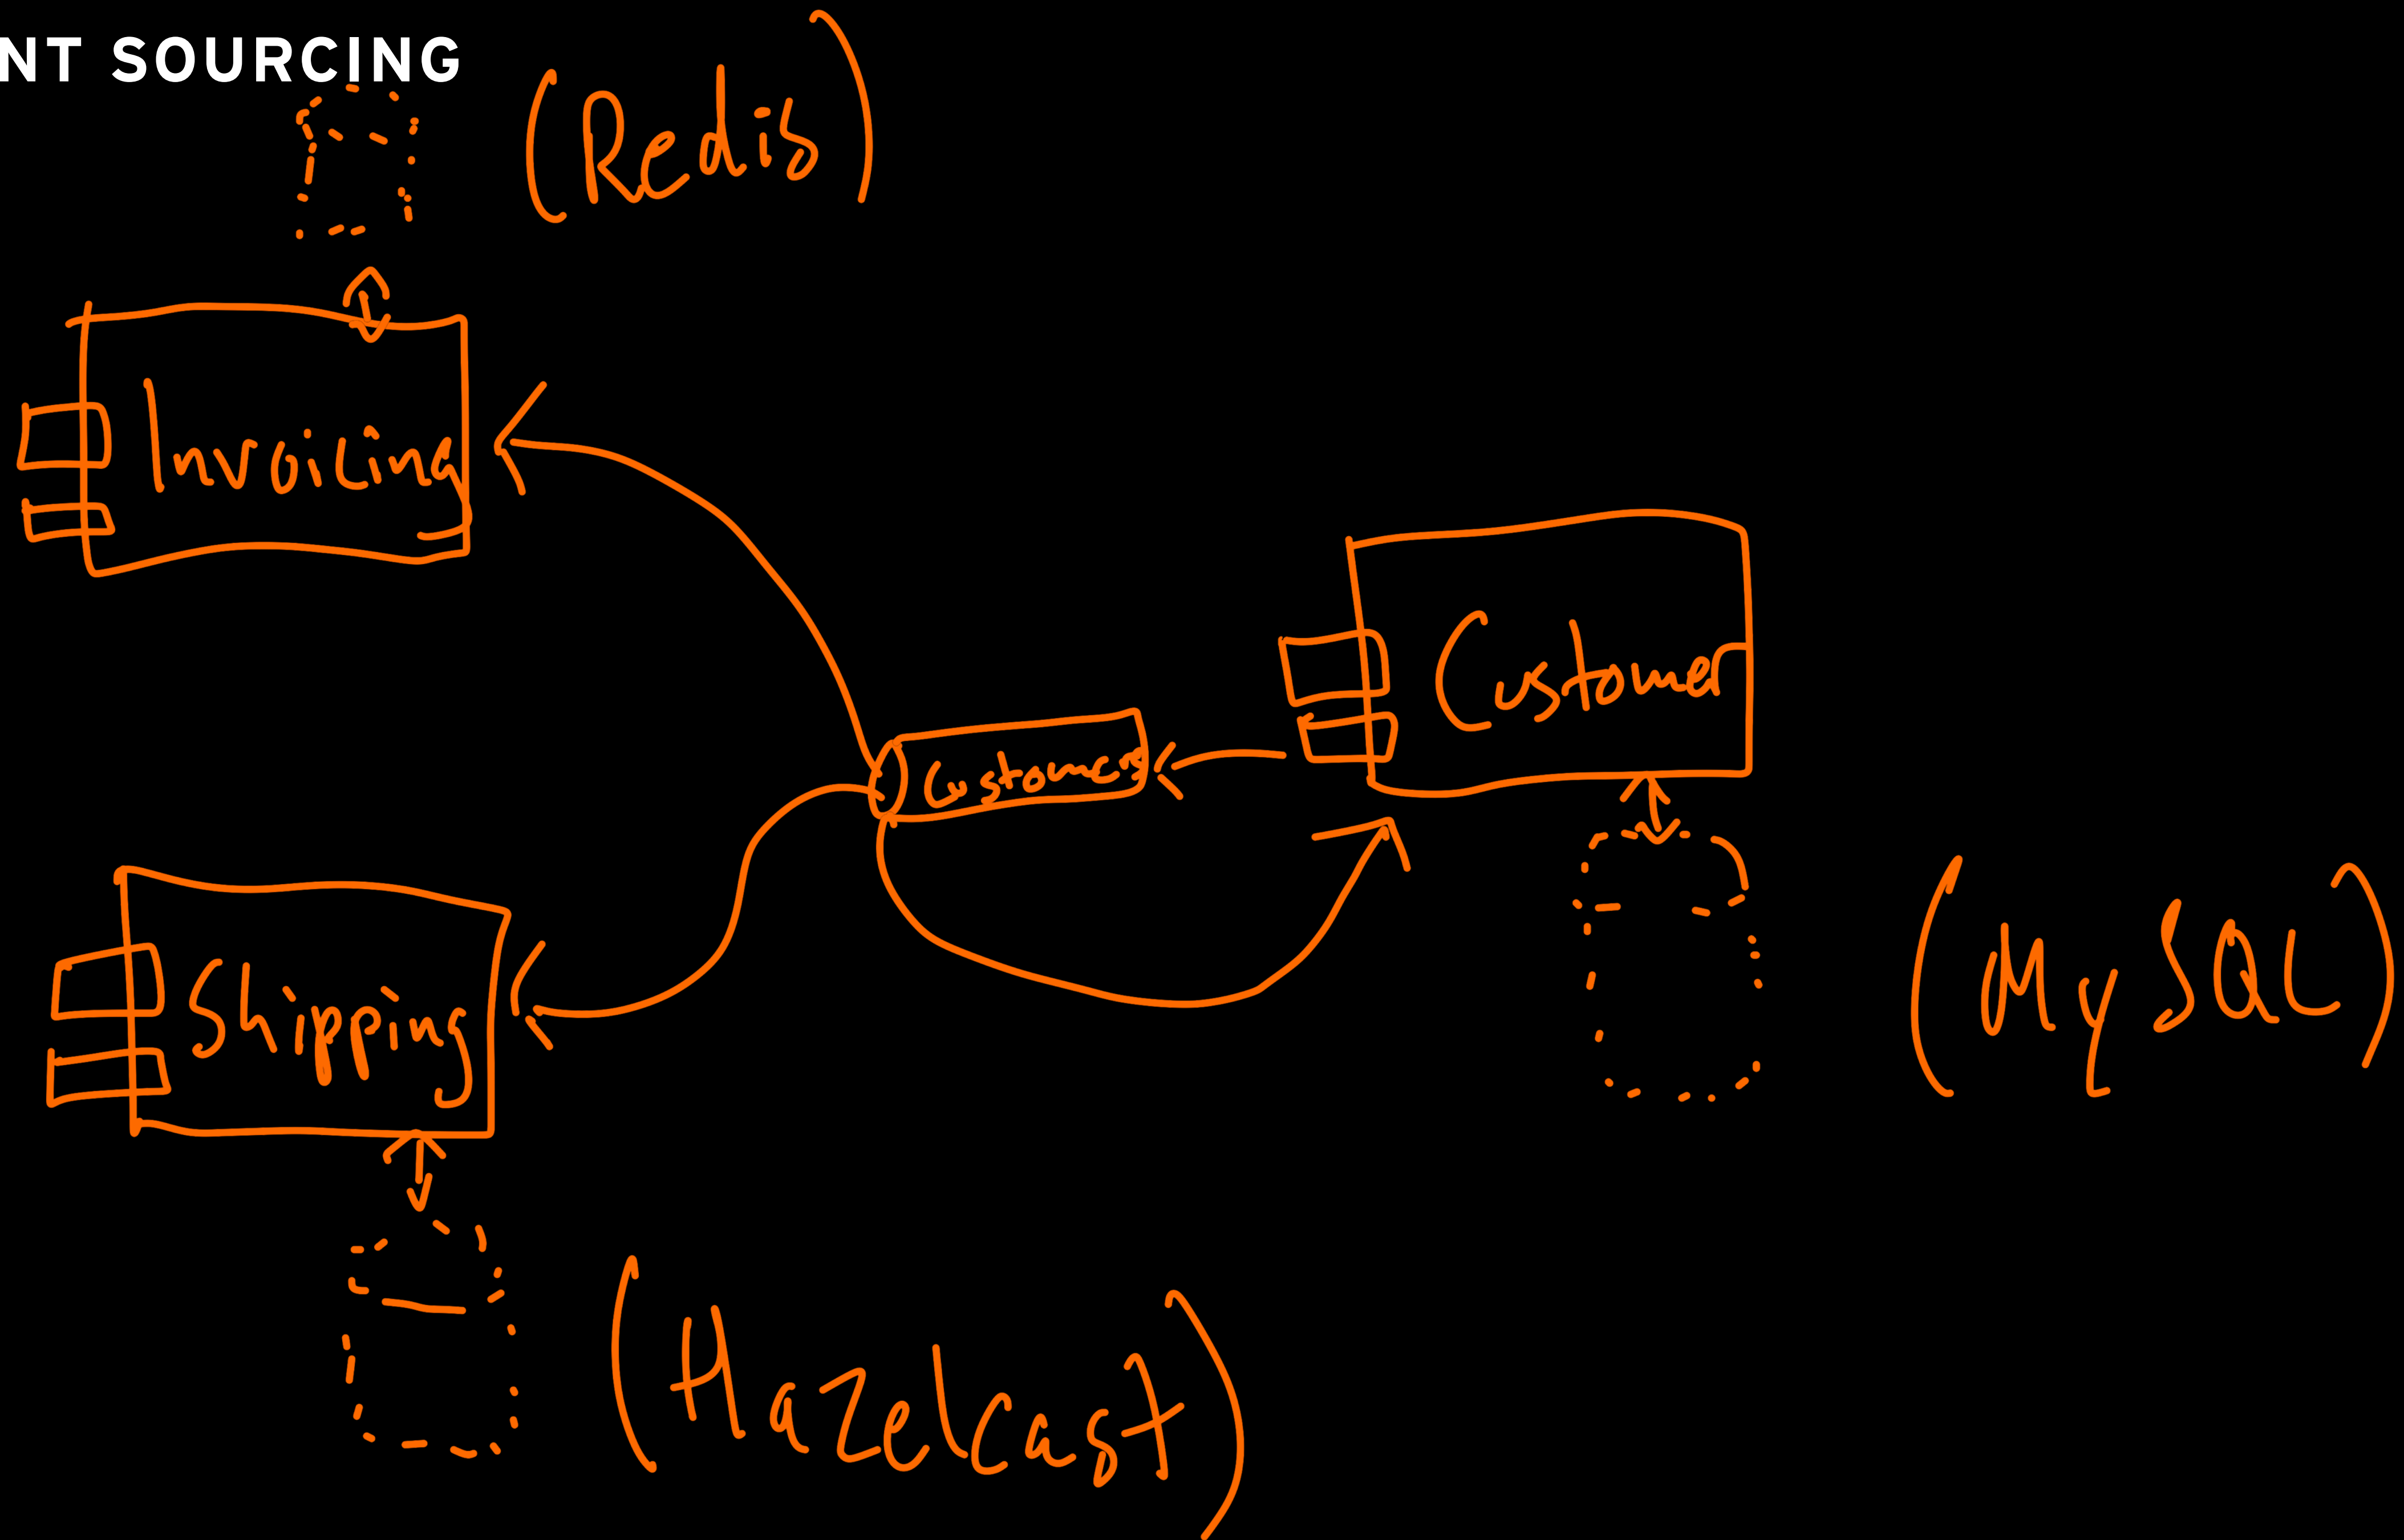 NT SOURCING
(Redis)
Invoicing
Customer
Customers
Shipping
(MySQL)
(Hazelcast)